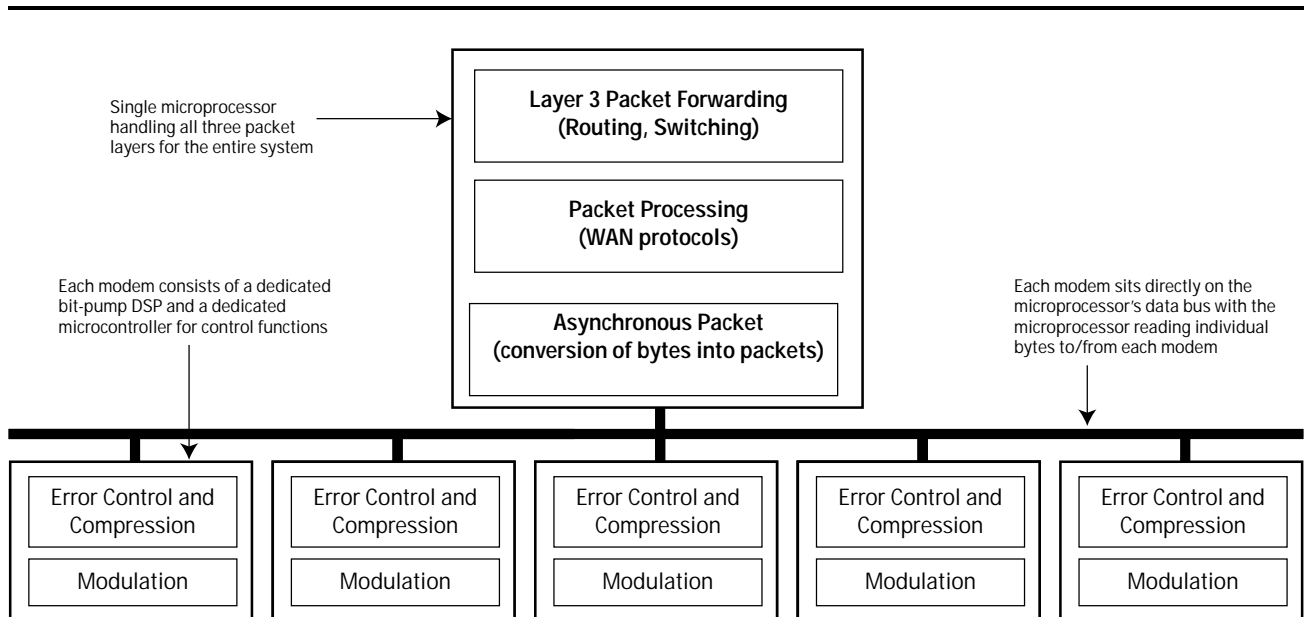 Layer 3 Packet Forwarding
(Routing, Switching)
Single microprocessor
handling all three packet
layers for the entire system
Packet Processing
(WAN protocols)
Each modem consists of a dedicated
bit-pump DSP and a dedicated
microcontroller for control functions
Asynchronous Packet
(conversion of bytes into packets)
Each modem sits directly on the
microprocessor’s data bus with the
microprocessor reading individual
bytes to/from each modem
Error Control and
Compression
Modulation
Error Control and
Compression
Modulation
Error Control and
Compression
Modulation
Error Control and
Compression
Modulation
Error Control and
Compression
Modulation